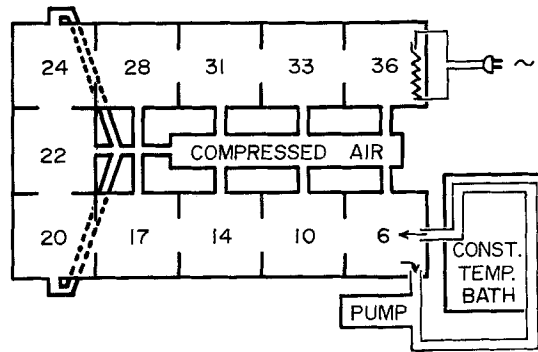 24 28 31 33 36 ~
22 COMPRESSED AIR
20 17 14 10 6
CONST.
TEMP.
BATH
PUMP